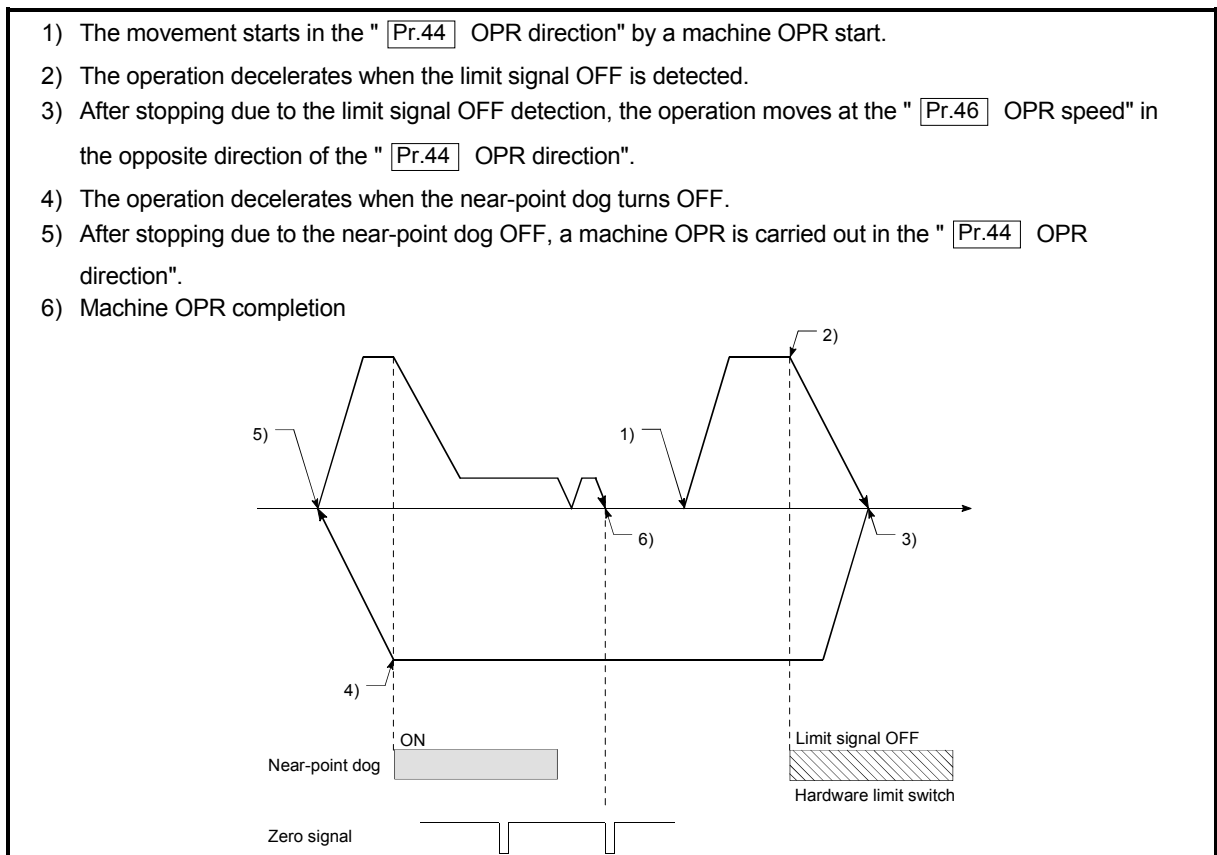 1) The movement starts in the " Pr.44 OPR direction" by a machine OPR start.
2) The operation decelerates when the limit signal OFF is detected.
3) After stopping due to the limit signal OFF detection, the operation moves at the " Pr.46 OPR speed" in
the opposite direction of the " Pr.44 OPR direction".
4) The operation decelerates when the near-point dog turns OFF.
5) After stopping due to the near-point dog OFF, a machine OPR is carried out in the " Pr.44 OPR
direction".
6) Machine OPR completion
2)
5)
1)
6)
3)
4)
ON
Limit signal OFF
Near-point dog
Hardware limit switch
Zero signal